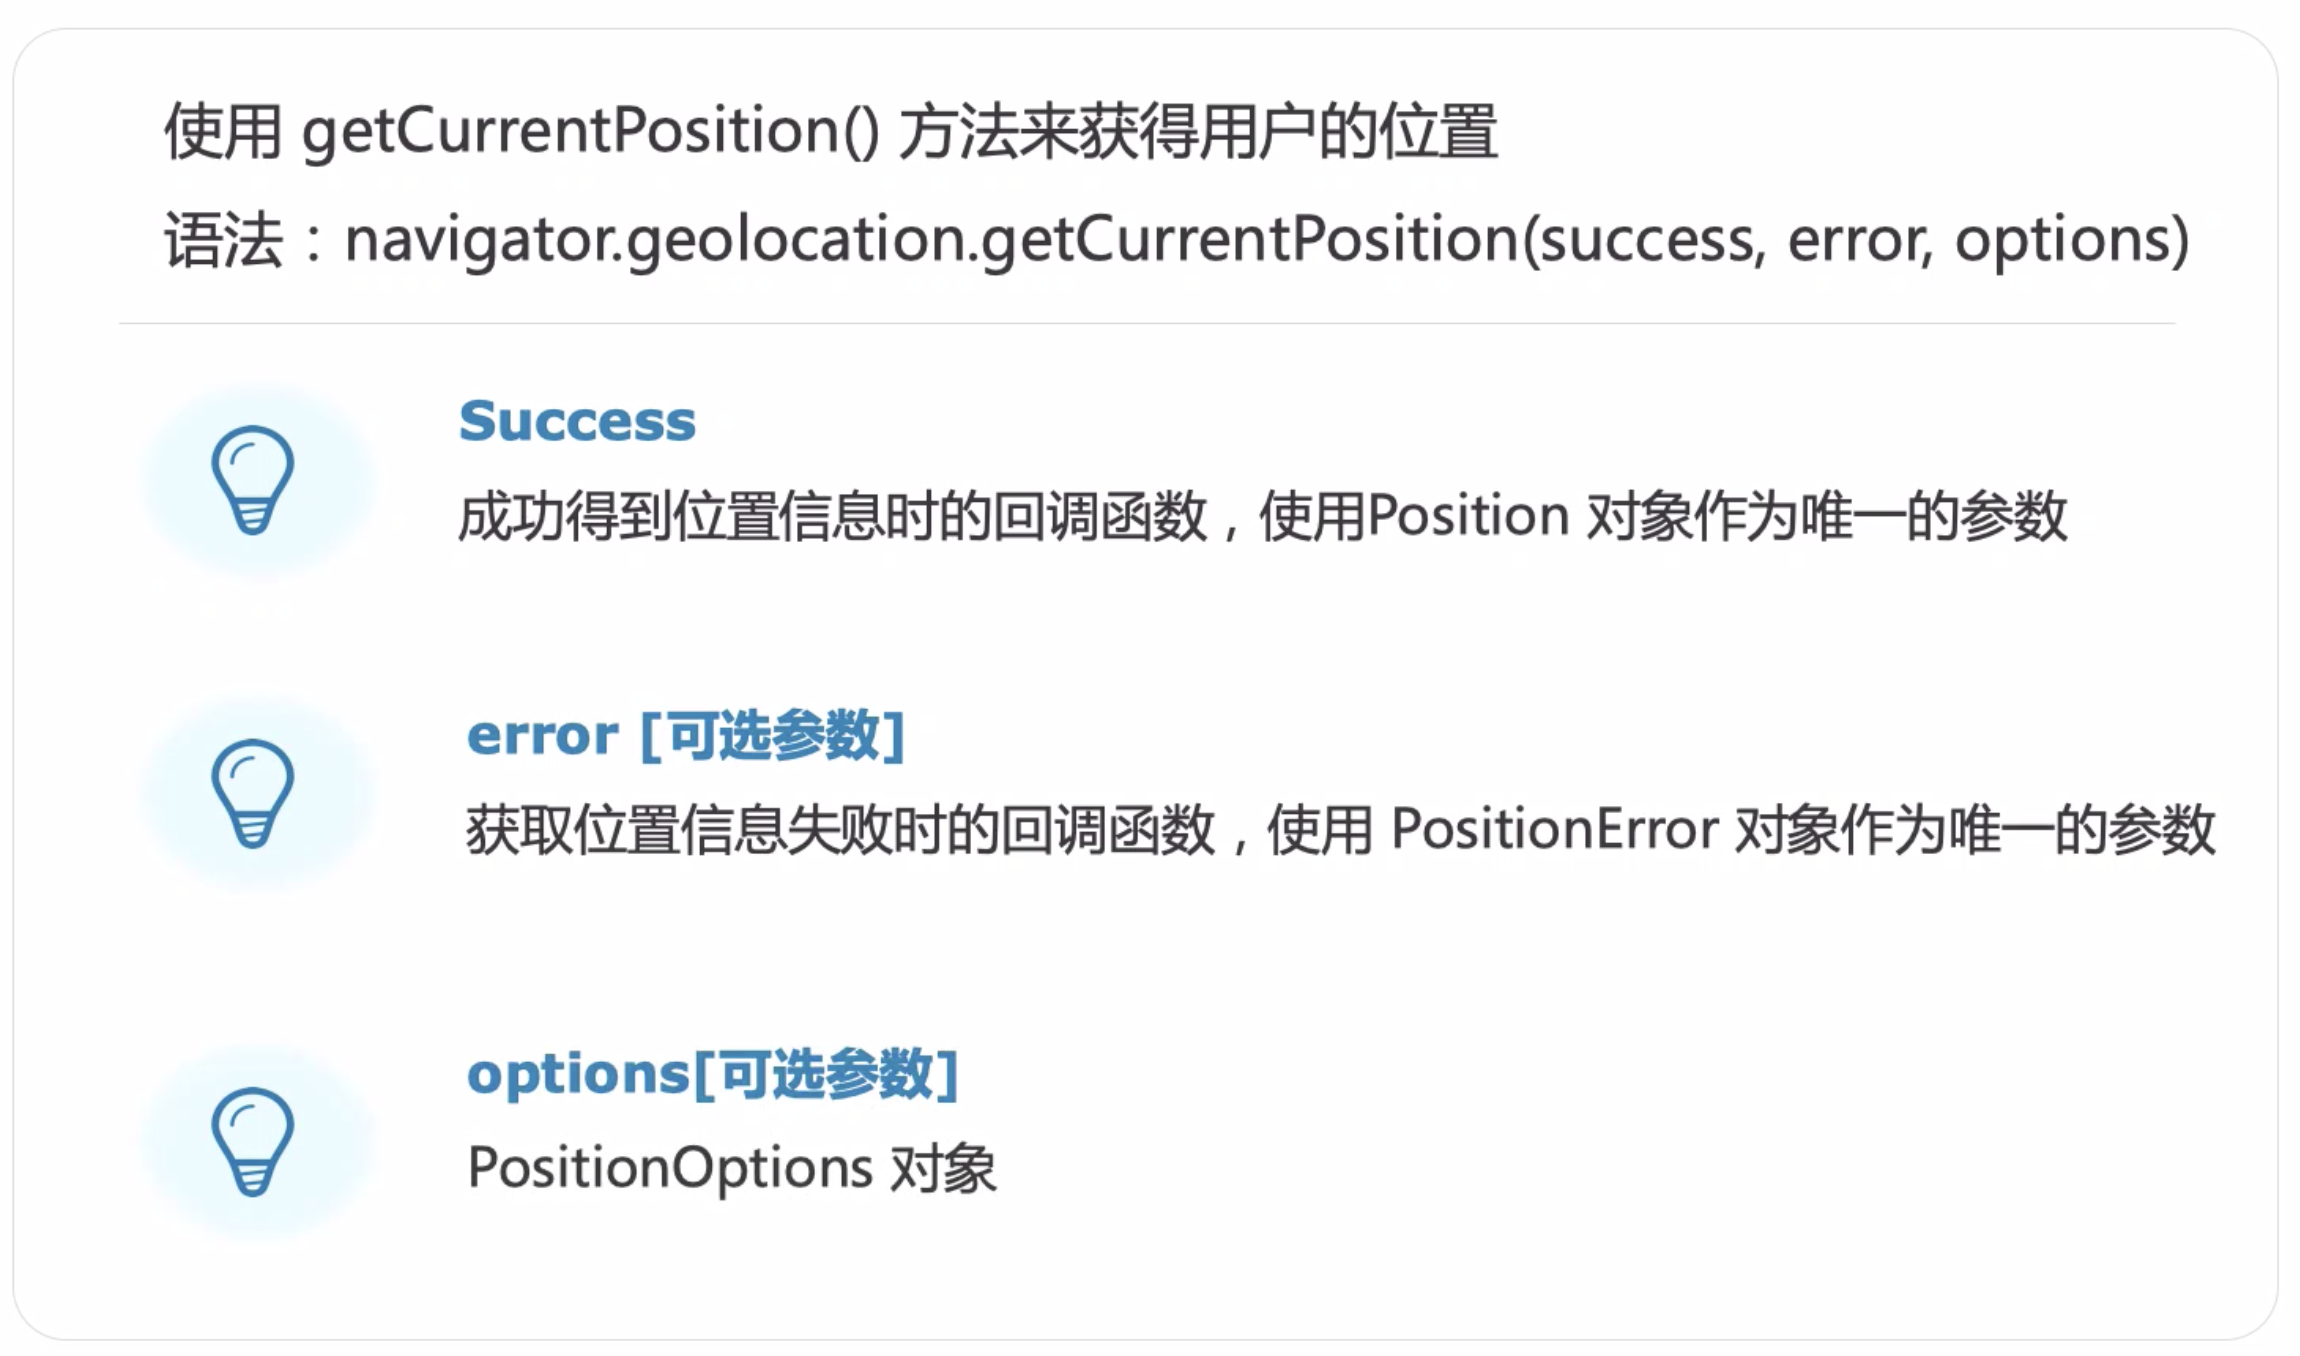 使用 getCurrentPosition() 方法来获得用户的位置
语法：navigator.geolocation.getCurrentPosition(success, error, options)
Success
成功得到位置信息时的回调函数，使用Position 对象作为唯一的参数
error [可选参数]
获取位置信息失败时的回调函数，使用 PositionError 对象作为唯一的参数
options[可选参数]
PositionOptions 对象